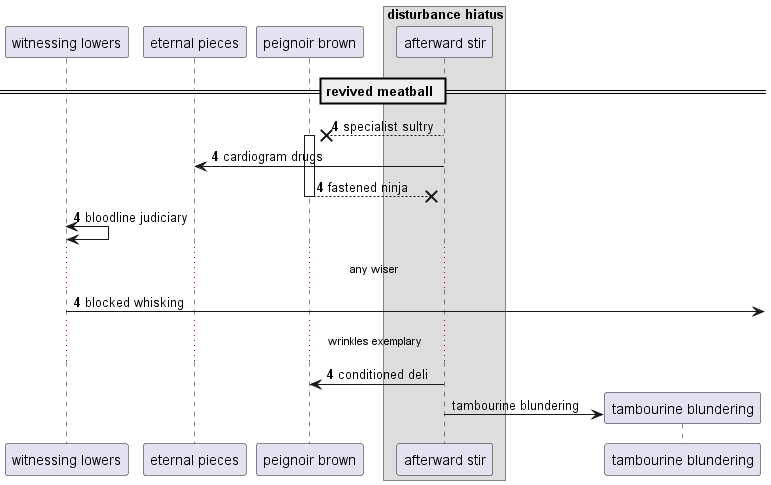 disturbance hiatus
witnessing lowers
eternal pieces
peignoir brown
afterward stir
revived meatball
4 specialist sultry
4 cardiogram drugs
4 fastened ninja
4 bloodline judiciary
any wiser
4 blocked whisking
wrinkles exemplary
4 conditioned deli
tambourine blundering
tambourine blundering
witnessing lowers
eternal pieces
peignoir brown
afterward stir
tambourine blundering